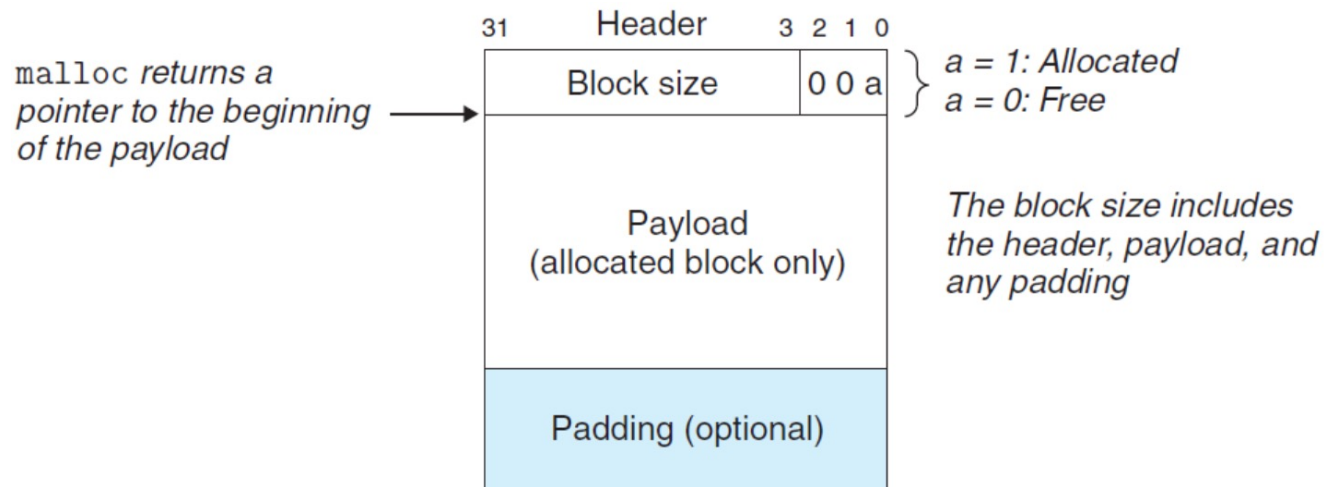 31 Header 3 2 1 0
malloc returns a
pointer to the beginning
of the payload
Block size
0 0 a
a = 1: Allocated
a = 0: Free
Payload
(allocated block only)
The block size includes
the header, payload, and
any padding
Padding (optional)